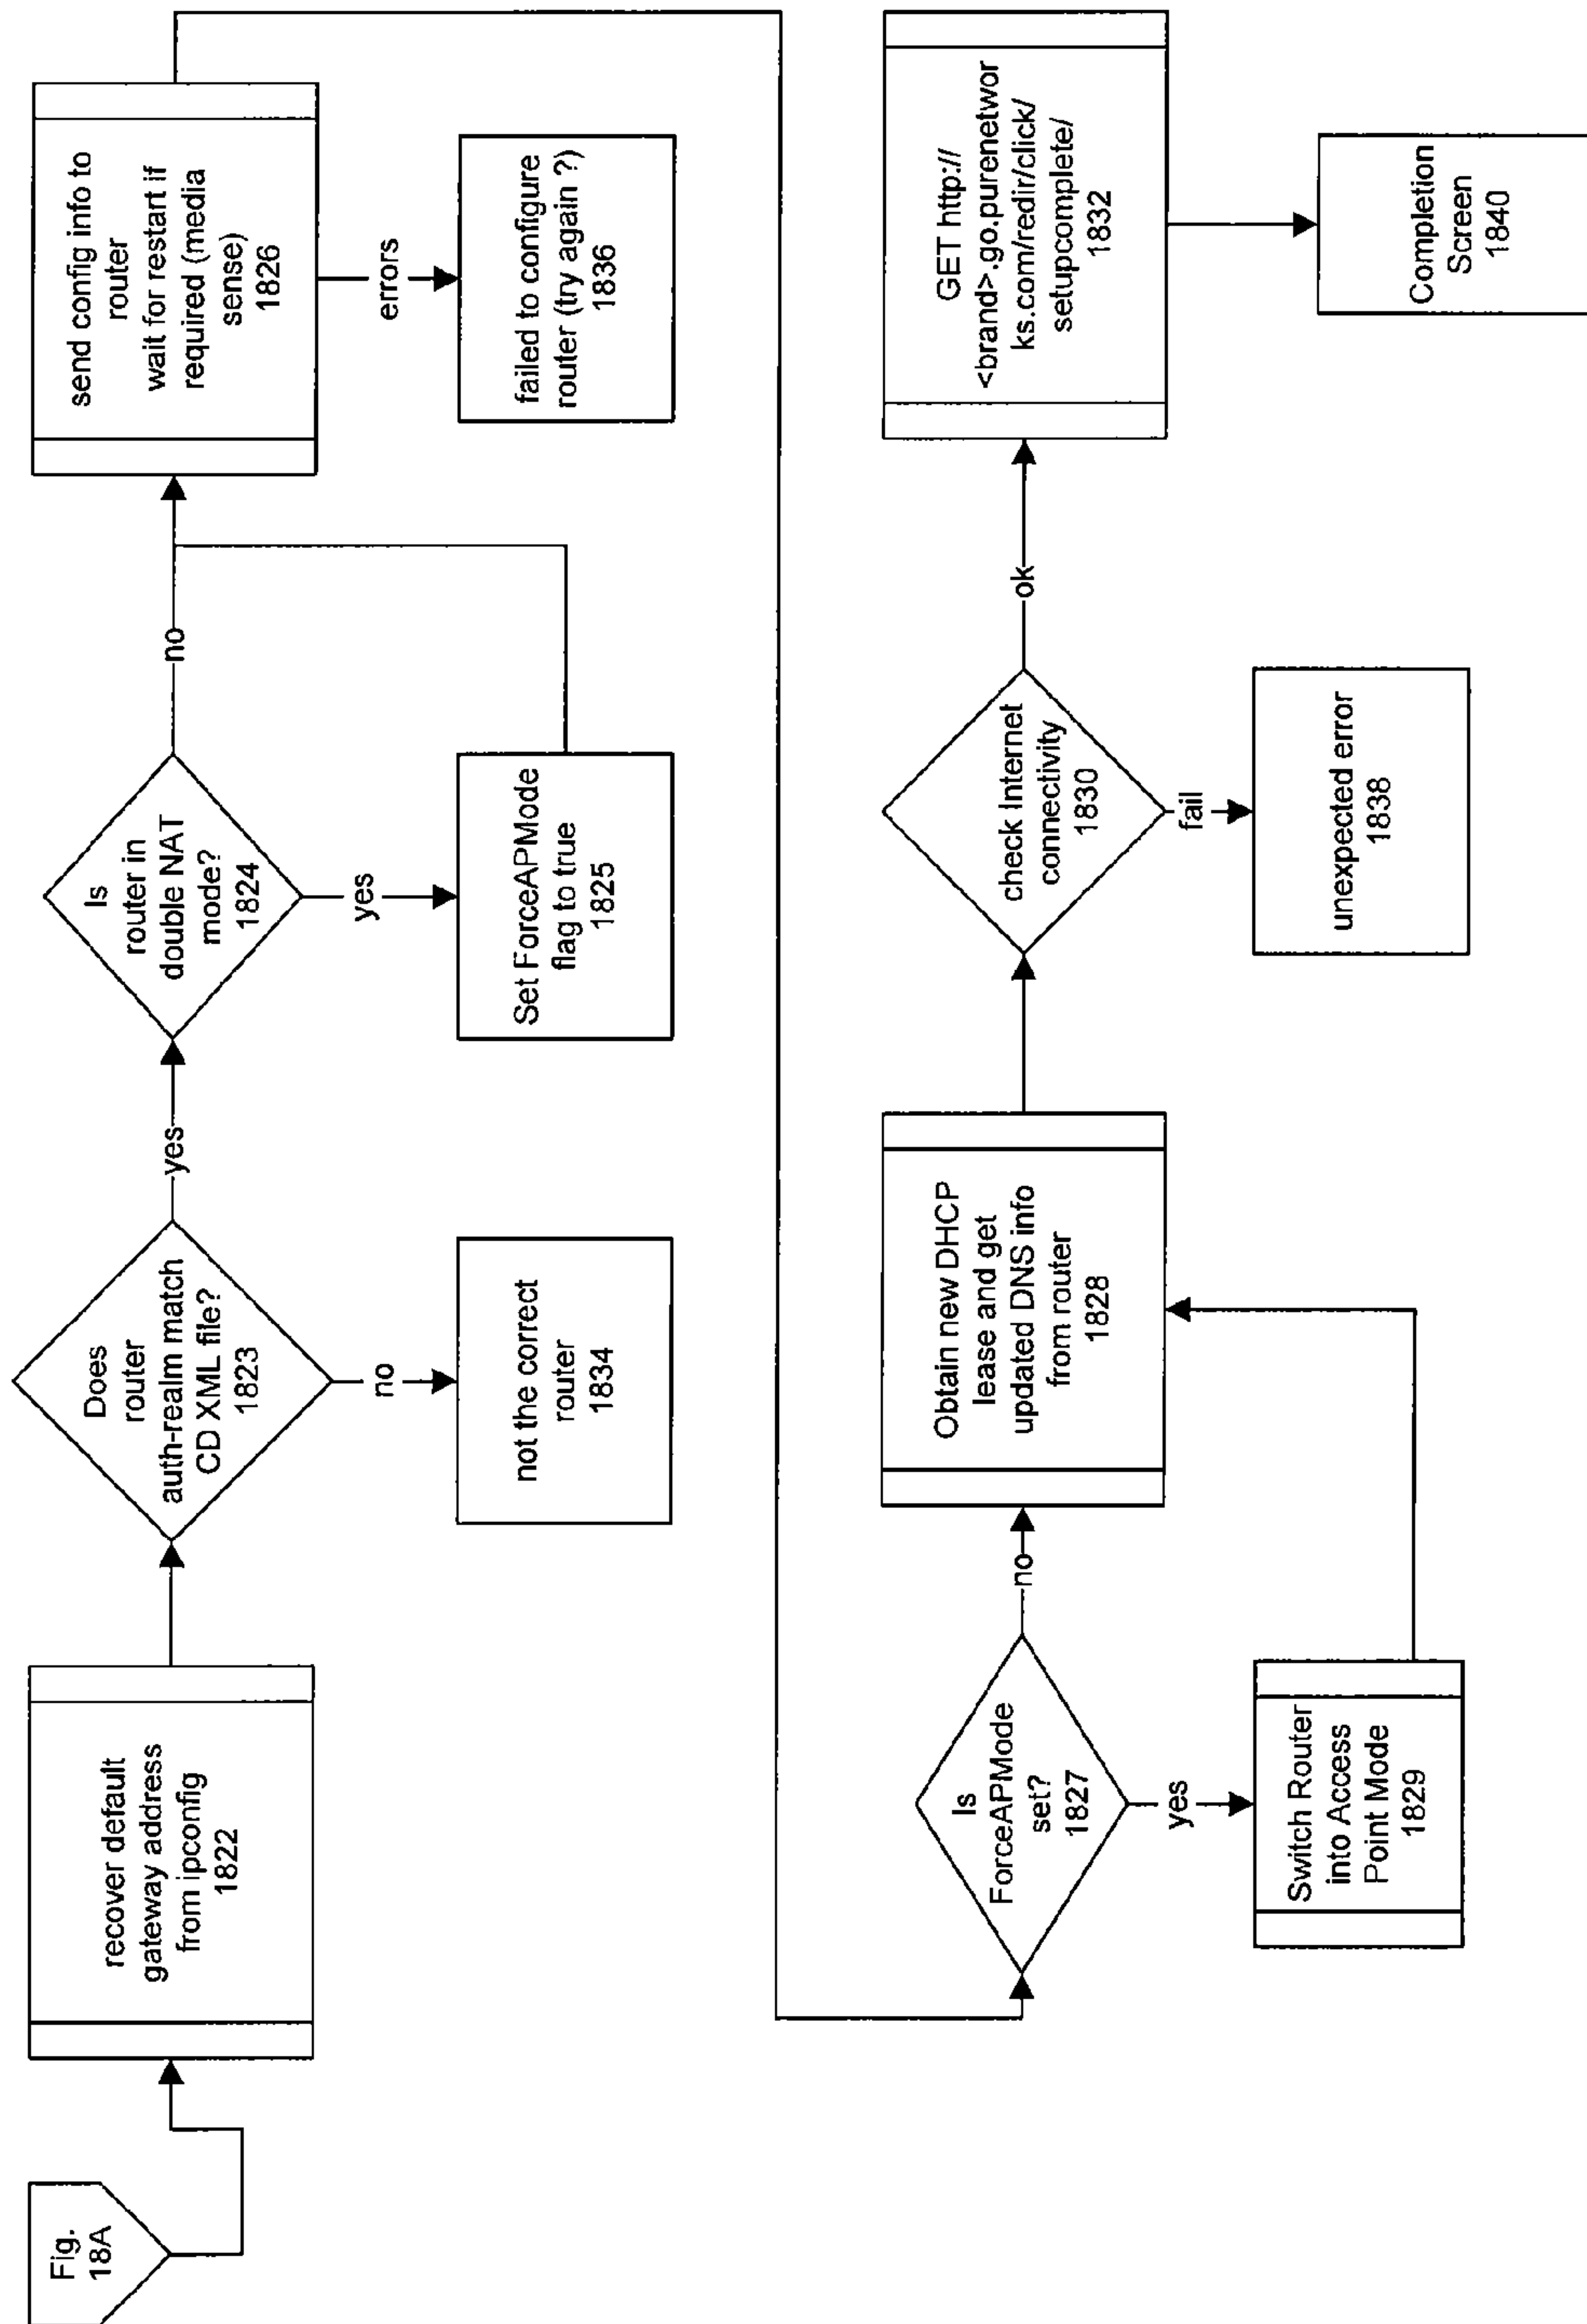 Fig.
18A
recover default
gateway address
from ipconfig
1822
Does
router
auth-realm match
CD XML file?
1823
yes
no
not the correct
router
1834
Is
router in
double NAT
mode?
1824
no
yes
Set ForceAPMode
flag to true
1825
send config info to
router
wait for restart if
required (media
sense)
1826
errors
failed to configure
router (try again ?)
1836
Is
ForceAPMode
set?
1827
no
yes
Switch Router
into Access
Point Mode
1829
Obtain new DHCP
lease and get
updated DNS info
from router
1828
check Internet
connectivity
1830
ok
fail
unexpected error
1838
GET http://
<brand>.go.purenetwor
ks.com/redir/click/
setupcomplete/
1832
Completion
Screen
1840